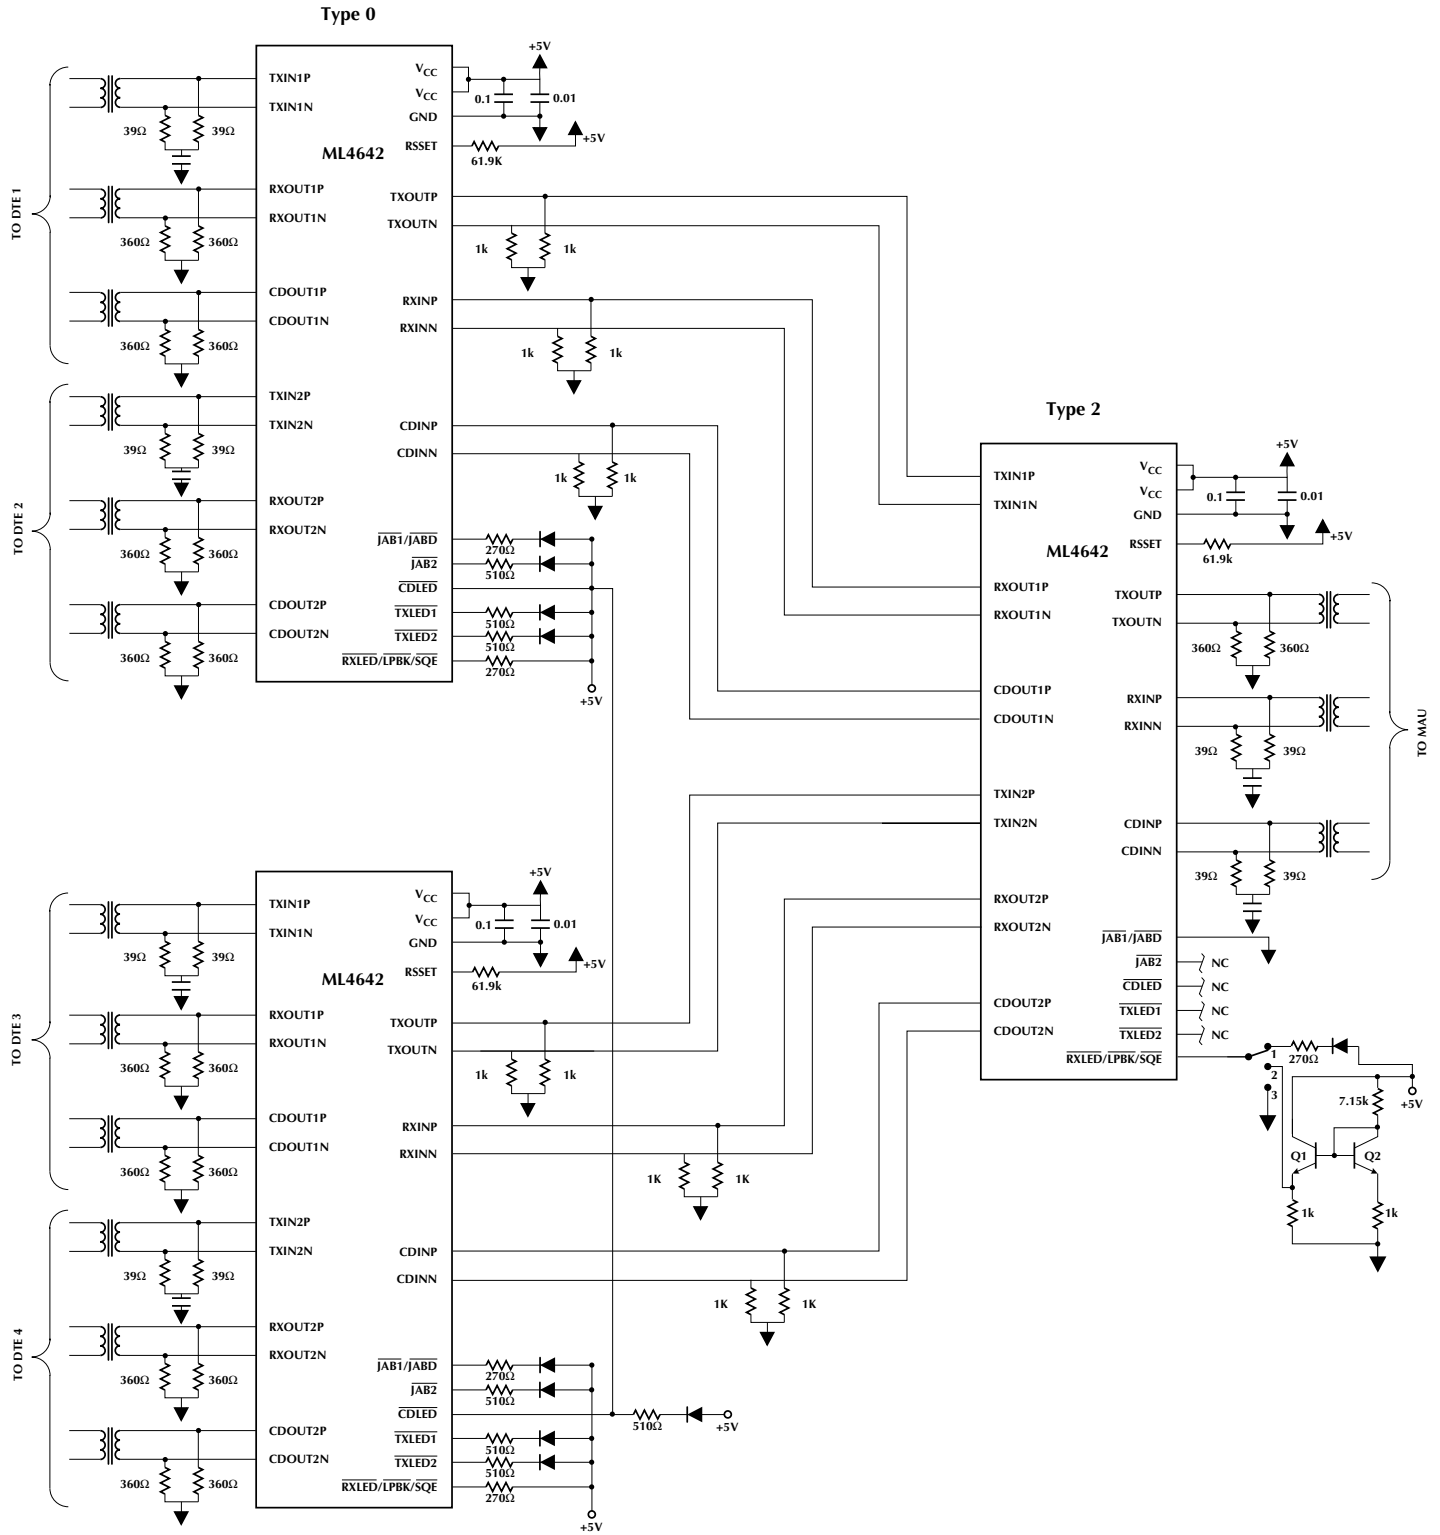 Type 0
TO DTE 1
TO DTE 2
ML4642
TXIN1P
TXIN1N
39Ω 39Ω
RXOUT1P
RXOUT1N
360Ω 360Ω
CDOUT1P
CDOUT1N
360Ω 360Ω
TXIN2P
TXIN2N
39Ω 39Ω
RXOUT2P
RXOUT2N
360Ω 360Ω
CDOUT2P
CDOUT2N
360Ω 360Ω
+5V
VCC
VCC
0.1 0.01
GND
RSSET
61.9K
+5V
TXOUTP
TXOUTN
1k 1k
RXINP
RXINN
1k 1k
CDINP
CDINN
1k 1k
JAB1/JABD
270Ω
JAB2
510Ω
CDLED
TXLED1
510Ω
TXLED2
510Ω
RXLED/LPBK/SQE
270Ω
+5V
TO DTE 3
TO DTE 4
ML4642
TXIN1P
TXIN1N
39Ω 39Ω
RXOUT1P
RXOUT1N
360Ω 360Ω
CDOUT1P
CDOUT1N
360Ω 360Ω
TXIN2P
TXIN2N
39Ω 39Ω
RXOUT2P
RXOUT2N
360Ω 360Ω
CDOUT2P
CDOUT2N
360Ω 360Ω
+5V
VCC
VCC
0.1 0.01
GND
RSSET
61.9k
+5V
TXOUTP
TXOUTN
1k 1k
RXINP
RXINN
1K 1K
CDINP
CDINN
1K 1K
JAB1/JABD
270Ω
JAB2
510Ω
CDLED
510Ω
+5V
TXLED1
510Ω
TXLED2
510Ω
RXLED/LPBK/SQE
270Ω
+5V
Type 2
ML4642
TXIN1P
TXIN1N
RXOUT1P
RXOUT1N
CDOUT1P
CDOUT1N
TXIN2P
TXIN2N
RXOUT2P
RXOUT2N
CDOUT2P
CDOUT2N
+5V
VCC
VCC
0.1 0.01
GND
RSSET
61.9k
+5V
TXOUTP
TXOUTN
360Ω 360Ω
RXINP
RXINN
39Ω 39Ω
CDINP
CDINN
39Ω 39Ω
TO MAU
JAB1/JABD
JAB2 NC
CDLED NC
TXLED1 NC
TXLED2 NC
RXLED/LPBK/SQE
1
2
3
270Ω
+5V
7.15k
Q1 Q2
1k 1k